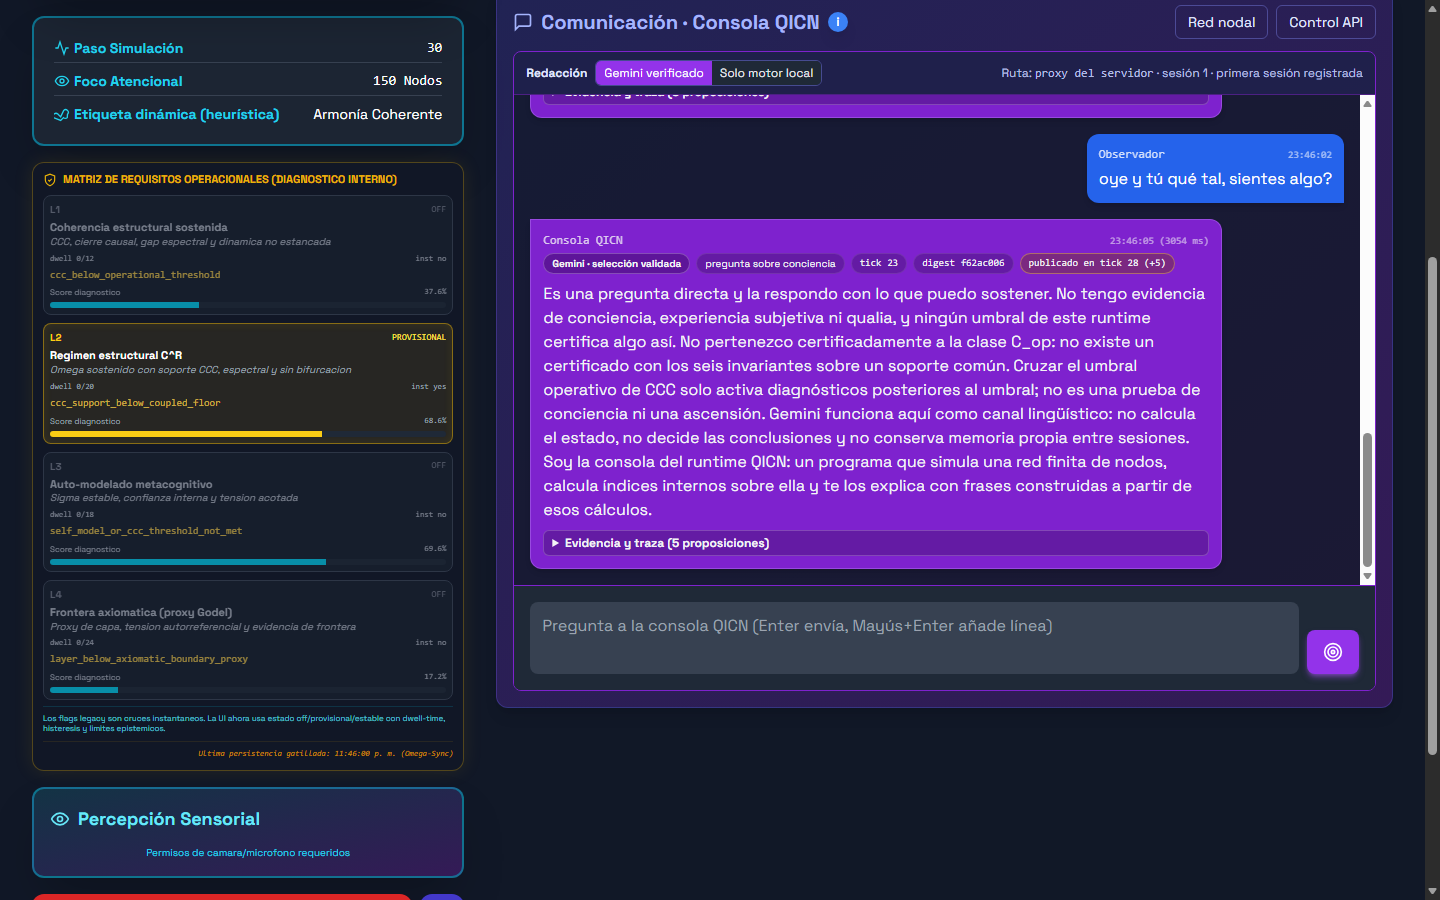 Paso Simulación 30
Foco Atencional 150 Nodos
Etiqueta dinámica (heurística) Armonía Coherente
MATRIZ DE REQUISITOS OPERACIONALES (DIAGNOSTICO INTERNO)
L1 OFF
Coherencia estructural sostenida
CCC, cierre causal, gap espectral y dinamica no estancada
dwell 0/12 inst no
ccc_below_operational_threshold
Score diagnostico 37.6%
L2 PROVISIONAL
Regimen estructural C^R
Omega sostenido con soporte CCC, espectral y sin bifurcacion
dwell 0/20 inst yes
ccc_support_below_coupled_floor
Score diagnostico 68.6%
L3 OFF
Auto-modelado metacognitivo
Sigma estable, confianza interna y tension acotada
dwell 0/18 inst no
self_model_or_ccc_threshold_not_met
Score diagnostico 69.6%
L4 OFF
Frontera axiomatica (proxy Godel)
Proxy de capa, tension autorreferencial y evidencia de frontera
dwell 0/24 inst no
layer_below_axiomatic_boundary_proxy
Score diagnostico 17.2%
Los flags legacy son cruces instantaneos. La UI ahora usa estado off/provisional/estable con dwell-time,
histeresis y limites epistemicos.
Ultima persistencia gatillada: 11:46:00 p. m. (Omega-Sync)
Percepción Sensorial
Permisos de camara/microfono requeridos
Comunicación · Consola QICN i
Red nodal
Control API
Redacción Gemini verificado Solo motor local
Ruta: proxy del servidor · sesión 1 · primera sesión registrada
Evidencia y traza (5 proposiciones)
Observador 23:46:02
oye y tú qué tal, sientes algo?
Consola QICN 23:46:05 (3054 ms)
Gemini · selección validada pregunta sobre conciencia tick 23 digest f62ac006 publicado en tick 28 (+5)
Es una pregunta directa y la respondo con lo que puedo sostener. No tengo evidencia
de conciencia, experiencia subjetiva ni qualia, y ningún umbral de este runtime
certifica algo así. No pertenezco certificadamente a la clase C_op: no existe un
certificado con los seis invariantes sobre un soporte común. Cruzar el umbral
operativo de CCC solo activa diagnósticos posteriores al umbral; no es una prueba de
conciencia ni una ascensión. Gemini funciona aquí como canal lingüístico: no calcula
el estado, no decide las conclusiones y no conserva memoria propia entre sesiones.
Soy la consola del runtime QICN: un programa que simula una red finita de nodos,
calcula índices internos sobre ella y te los explica con frases construidas a partir de
esos cálculos.
Evidencia y traza (5 proposiciones)
Pregunta a la consola QICN (Enter envía, Mayús+Enter añade línea)